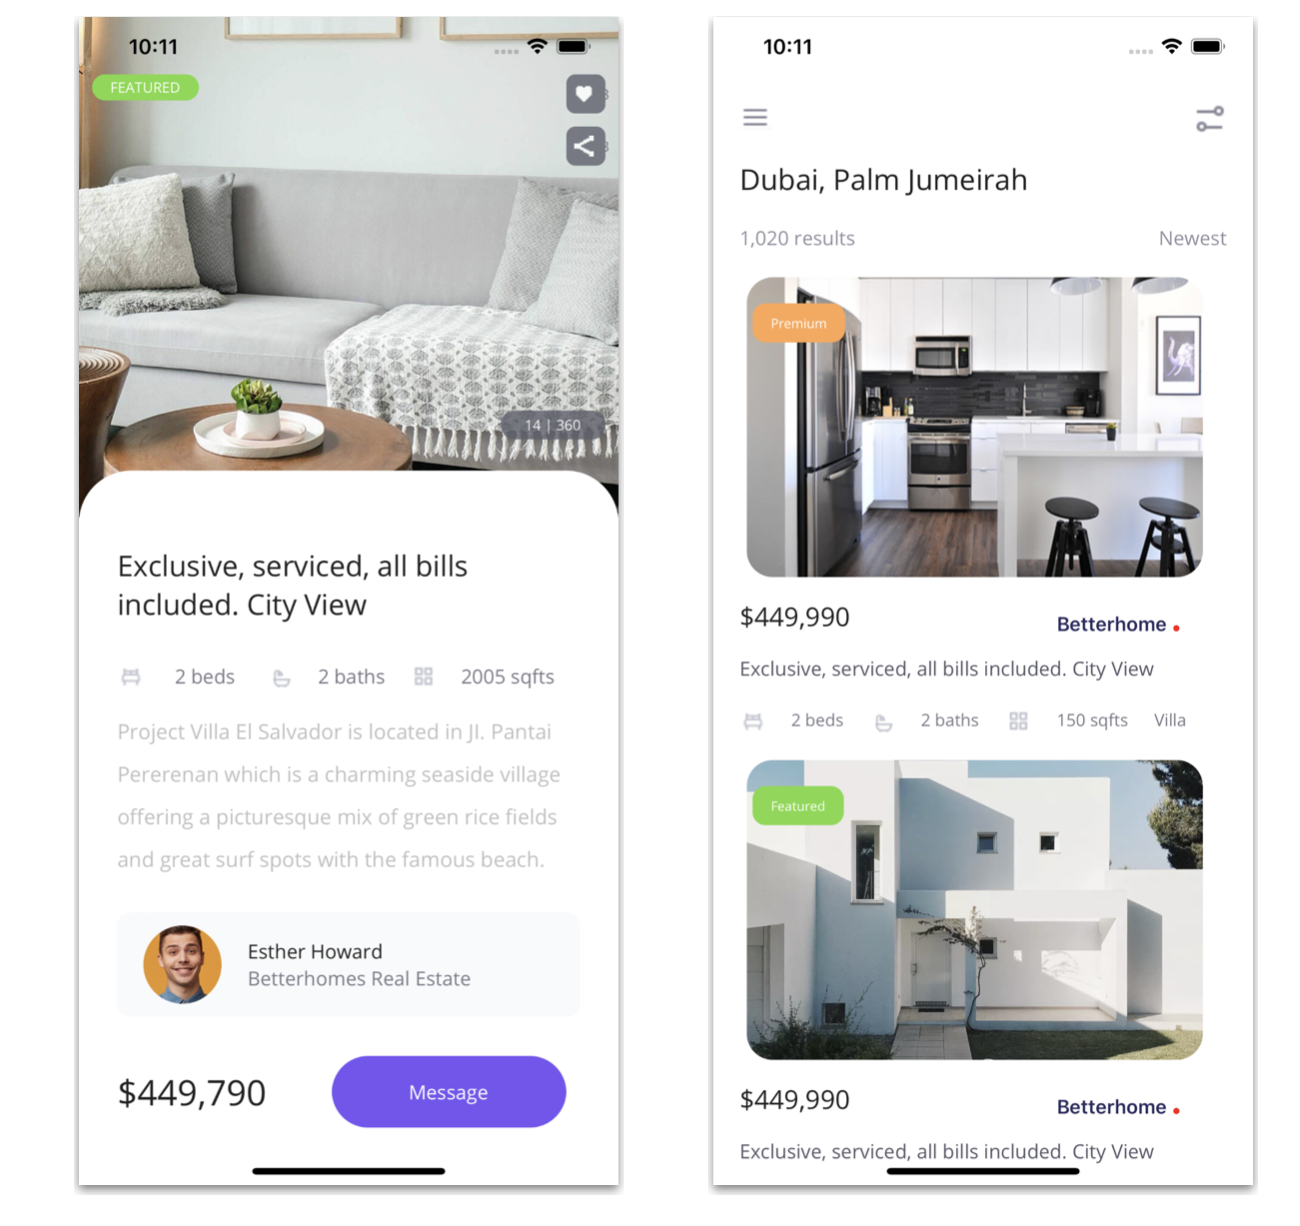 10:11
FEATURED
14 | 360
Exclusive, serviced, all bills
included. City View
2 beds 2 baths 2005 sqfts
Project Villa El Salvador is located in JI. Pantai
Pererenan which is a charming seaside village
offering a picturesque mix of green rice fields
and great surf spots with the famous beach.
Esther Howard
Betterhomes Real Estate
$449,790 Message
10:11
Dubai, Palm Jumeirah
1,020 results Newest
Premium
$449,990 Betterhome
Exclusive, serviced, all bills included. City View
2 beds 2 baths 150 sqfts Villa
Featured
$449,990 Betterhome
Exclusive, serviced, all bills included. City View